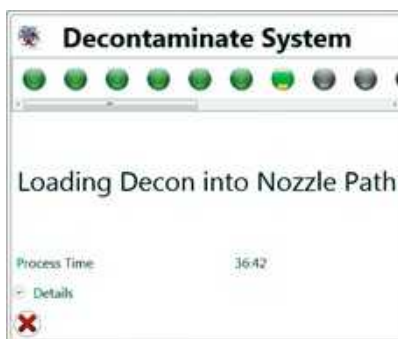 Decontaminate System
Loading Decon into Nozzle Path
Process Time 36:42
Details